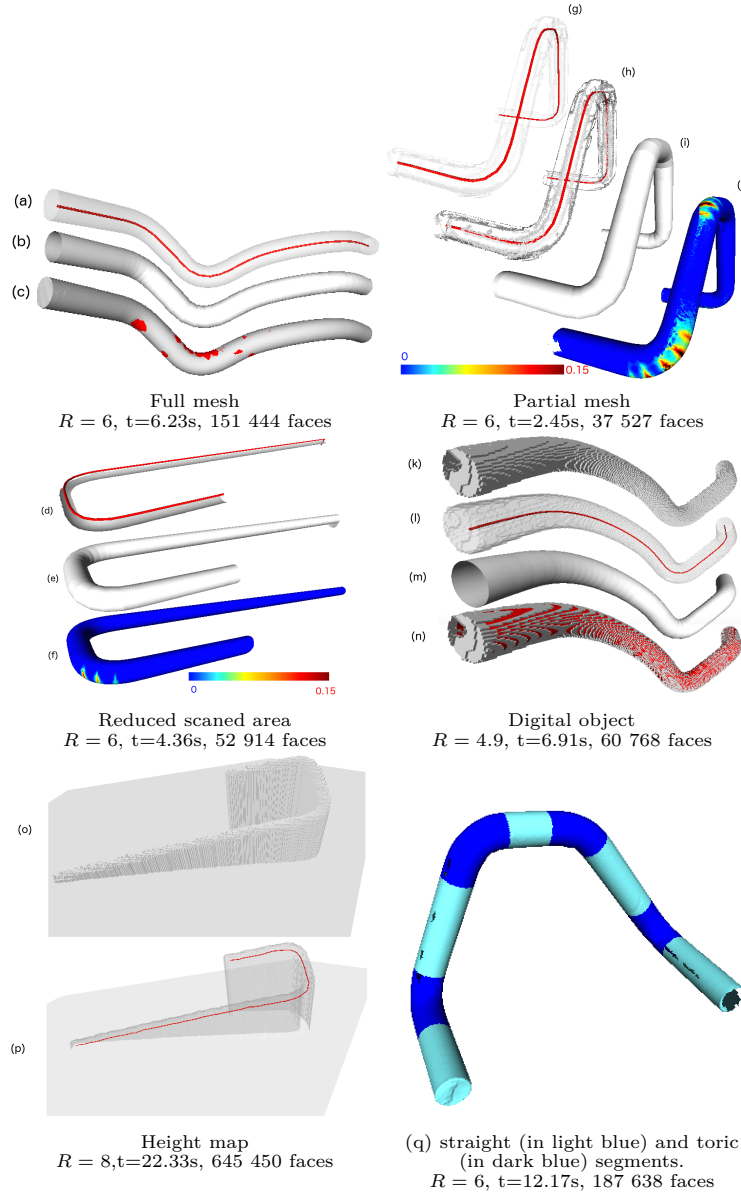 (g)
(h)
(i)
(a)
(b)
(c)
0
0.15
Full mesh
R = 6, t=6.23s, 151 444 faces
Partial mesh
R = 6, t=2.45s, 37 527 faces
(d)
(e)
(f)
0
0.15
(k)
(l)
(m)
(n)
Reduced scaned area
R = 6, t=4.36s, 52 914 faces
Digital object
R = 4.9, t=6.91s, 60 768 faces
(o)
(p)
Height map
R = 8,t=22.33s, 645 450 faces
(q) straight (in light blue) and toric
(in dark blue) segments.
R = 6, t=12.17s, 187 638 faces